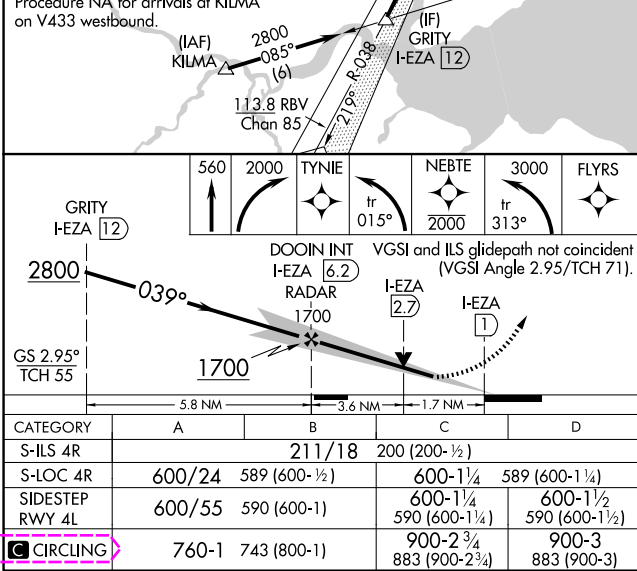 Procedure NA for arrivals at KILMA
on V433 westbound.
(IAF)
KILMA
2800
085°
(6)
(IF)
GRITY
I-EZA 12
R-038
219°
113.8 RBV
Chan 85
560
2000
TYNIE
tr
015°
NEBTE
2000
3000
tr
313°
FLYRS
GRITY
I-EZA 12
2800
039°
DOOIN INT
I-EZA 6.2
RADAR
1700
1700
VGSI and ILS glidepath not coincident
(VGSI Angle 2.95/TCH 71).
I-EZA
2.7
I-EZA
1
GS 2.95°
TCH 55
5.8 NM
3.6 NM
1.7 NM
CATEGORY A B C D
S-ILS 4R 211/18 200 (200-½)
S-LOC 4R 600/24 589 (600-½) 600-1¼ 589 (600-1¼)
SIDESTEP
RWY 4L
600/55 590 (600-1)
600-1¼
590 (600-1¼)
600-1½
590 (600-1½)
C CIRCLING 760-1 743 (800-1)
900-2¾
883 (900-2¾)
900-3
883 (900-3)